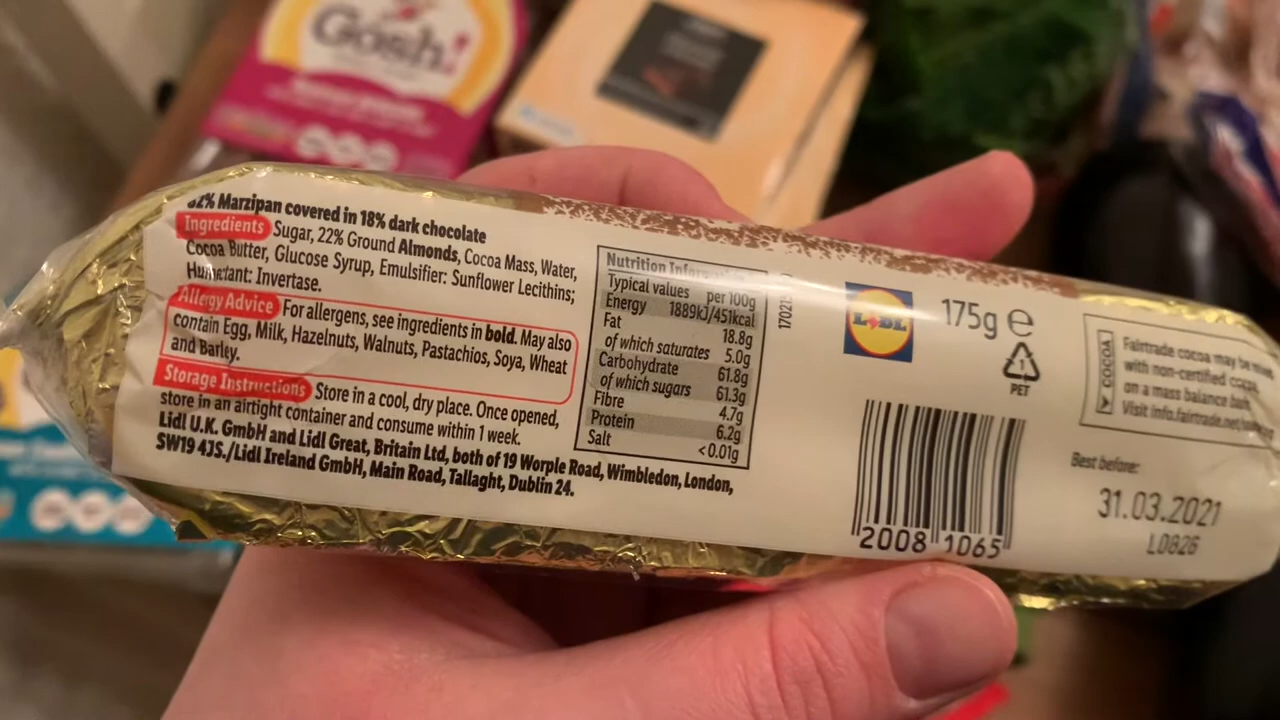 Gosh!
82% Marzipan covered in 18% dark chocolate
Ingredients Sugar, 22% Ground Almonds, Cocoa Mass, Water,
Cocoa Butter, Glucose Syrup, Emulsifier: Sunflower Lecithins;
Humectant: Invertase.
Allergy Advice For allergens, see ingredients in bold. May also
contain Egg, Milk, Hazelnuts, Walnuts, Pastachios, Soya, Wheat
and Barley.
Storage Instructions Store in a cool, dry place. Once opened,
store in an airtight container and consume within 1 week.
Lidl U.K. GmbH and Lidl Great, Britain Ltd, both of 19 Worple Road, Wimbledon, London,
SW19 4JS./Lidl Ireland GmbH, Main Road, Tallaght, Dublin 24.
Nutrition Information
Typical values per 100g
Energy 1889kJ/451kcal
Fat 18.8g
of which saturates 5.0g
Carbohydrate 61.8g
of which sugars 61.3g
Fibre 4.7g
Protein 6.2g
Salt <0.01g
LIDL
175g e
1
PET
2008 1065
COCOA
Fairtrade cocoa may be mixed
with non-certified cocoa,
on a mass balance
Visit info.fairtrade.net/
Best before:
31.03.2021
L0826